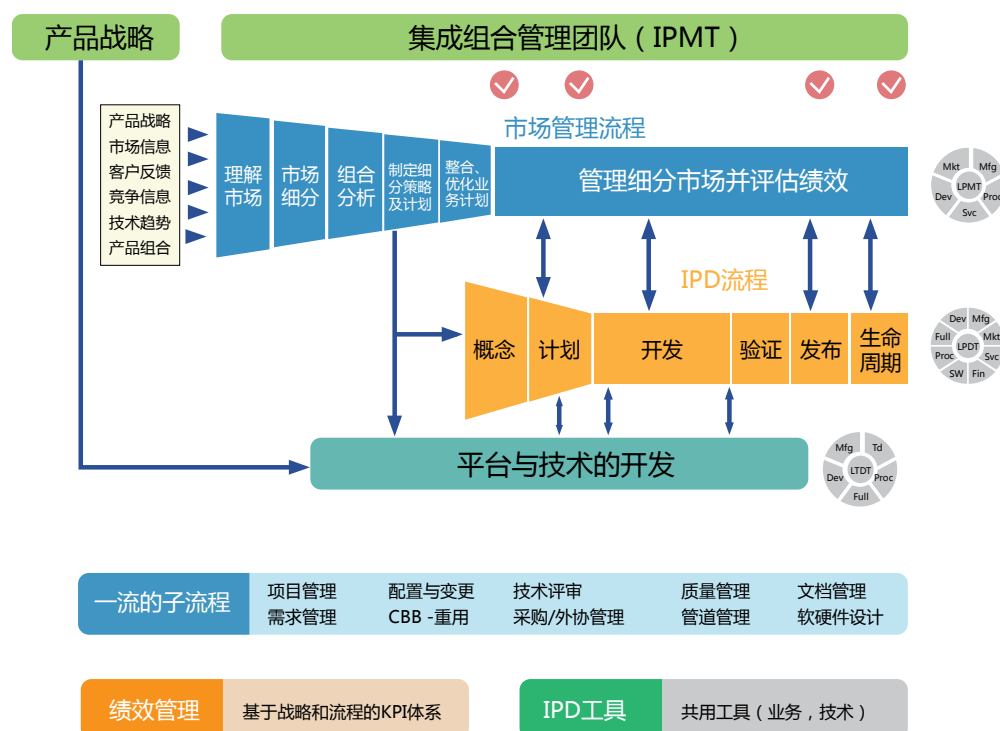 产品战略
集成组合管理团队（IPMT）
产品战略
市场信息
客户反馈
竞争信息
技术趋势
产品组合
市场管理流程
理解
市场
市场
细分
组合
分析
制定细
分策略
及计划
整合、
优化业
务计划
管理细分市场并评估绩效
Mkt
Mfg
LPMT
Dev
Proc
Svc
IPD流程
概念
计划
开发
验证
发布
生命
周期
Dev
Mfg
Full
Mkt
LPDT
Proc
Svc
SW
Fin
平台与技术的开发
Mfg
Td
LTDT
Dev
Proc
Full
一流的子流程
项目管理 配置与变更 技术评审 质量管理 文档管理
需求管理 CBB -重用 采购/外协管理 管道管理 软硬件设计
绩效管理
基于战略和流程的KPI体系
IPD工具
共用工具（业务，技术）